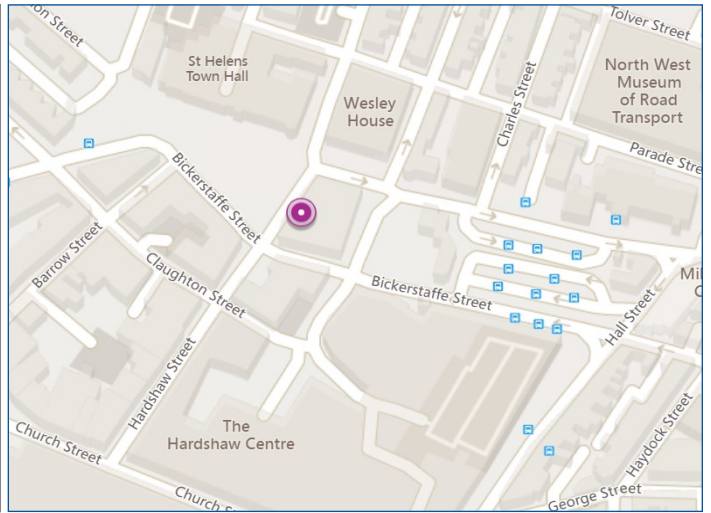 on Street
Tolver Street
St Helens
Town Hall
North West
Museum
of Road
Transport
Wesley
House
Charles Street
Parade Stre
Bickerstaffe Street
Barrow Street
Claughton Street
Bickerstaffe Street
Mil
C
Hall Street
Hardshaw Street
The
Hardshaw Centre
Church Street
Haydock Street
Church S
George Street